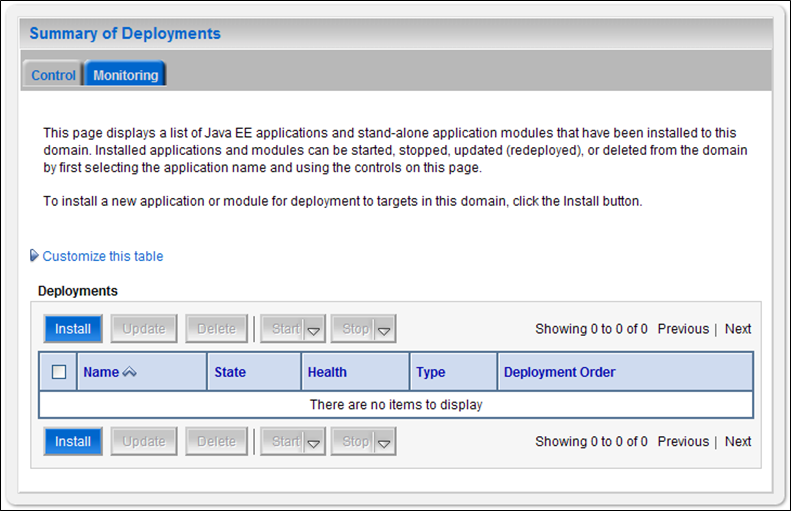 Summary of Deployments
Control Monitoring
This page displays a list of Java EE applications and stand-alone application modules that have been installed to this
domain. Installed applications and modules can be started, stopped, updated (redeployed), or deleted from the domain
by first selecting the application name and using the controls on this page.
To install a new application or module for deployment to targets in this domain, click the Install button.
Customize this table
Deployments
Install Update Delete Start Stop Showing 0 to 0 of 0 Previous | Next
Name State Health Type Deployment Order
There are no items to display
Install Update Delete Start Stop Showing 0 to 0 of 0 Previous | Next